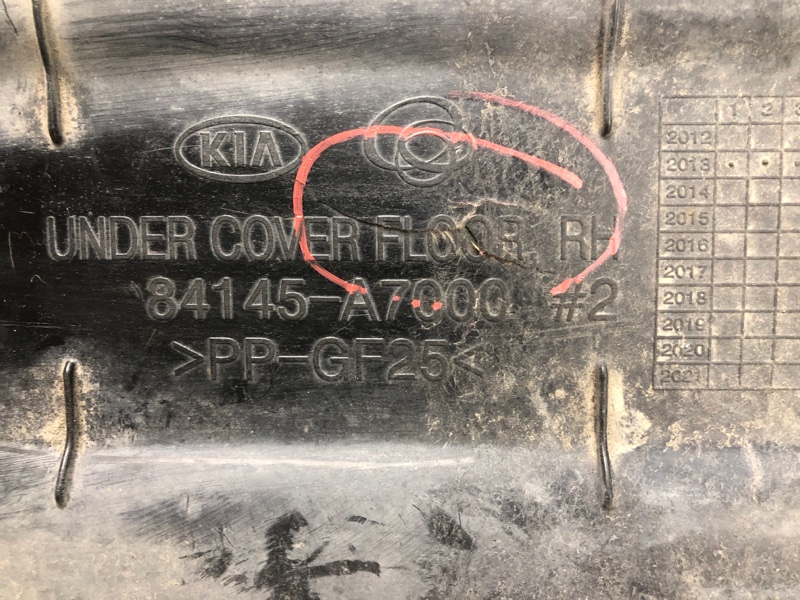 KIA
UNDER COVER FLOOR, RH
84145-A7000 #2
>PP-GF25<
1 2 3
2012
2013
2014
2015
2016
2017
2018
2019
2020
2021